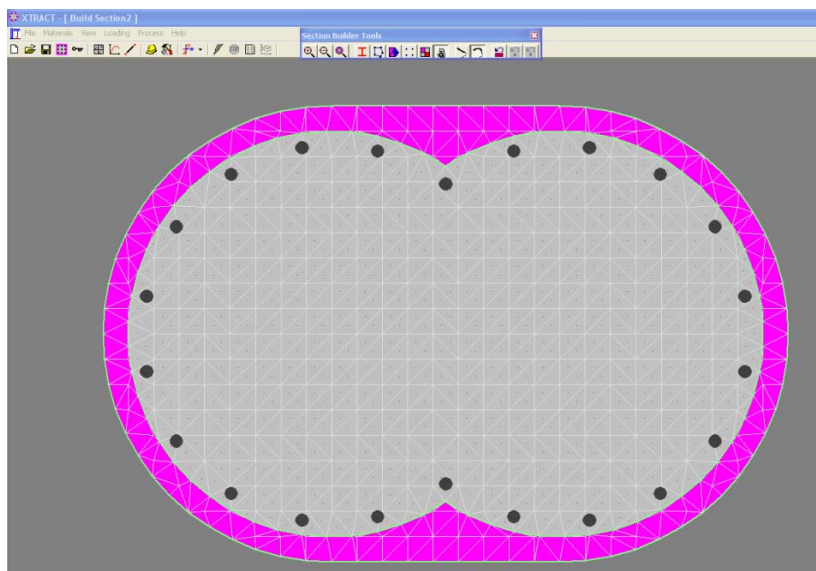 XTRACT - [ Build Section2 ]
File Materials View Loading Process Help
Section Builder Tools